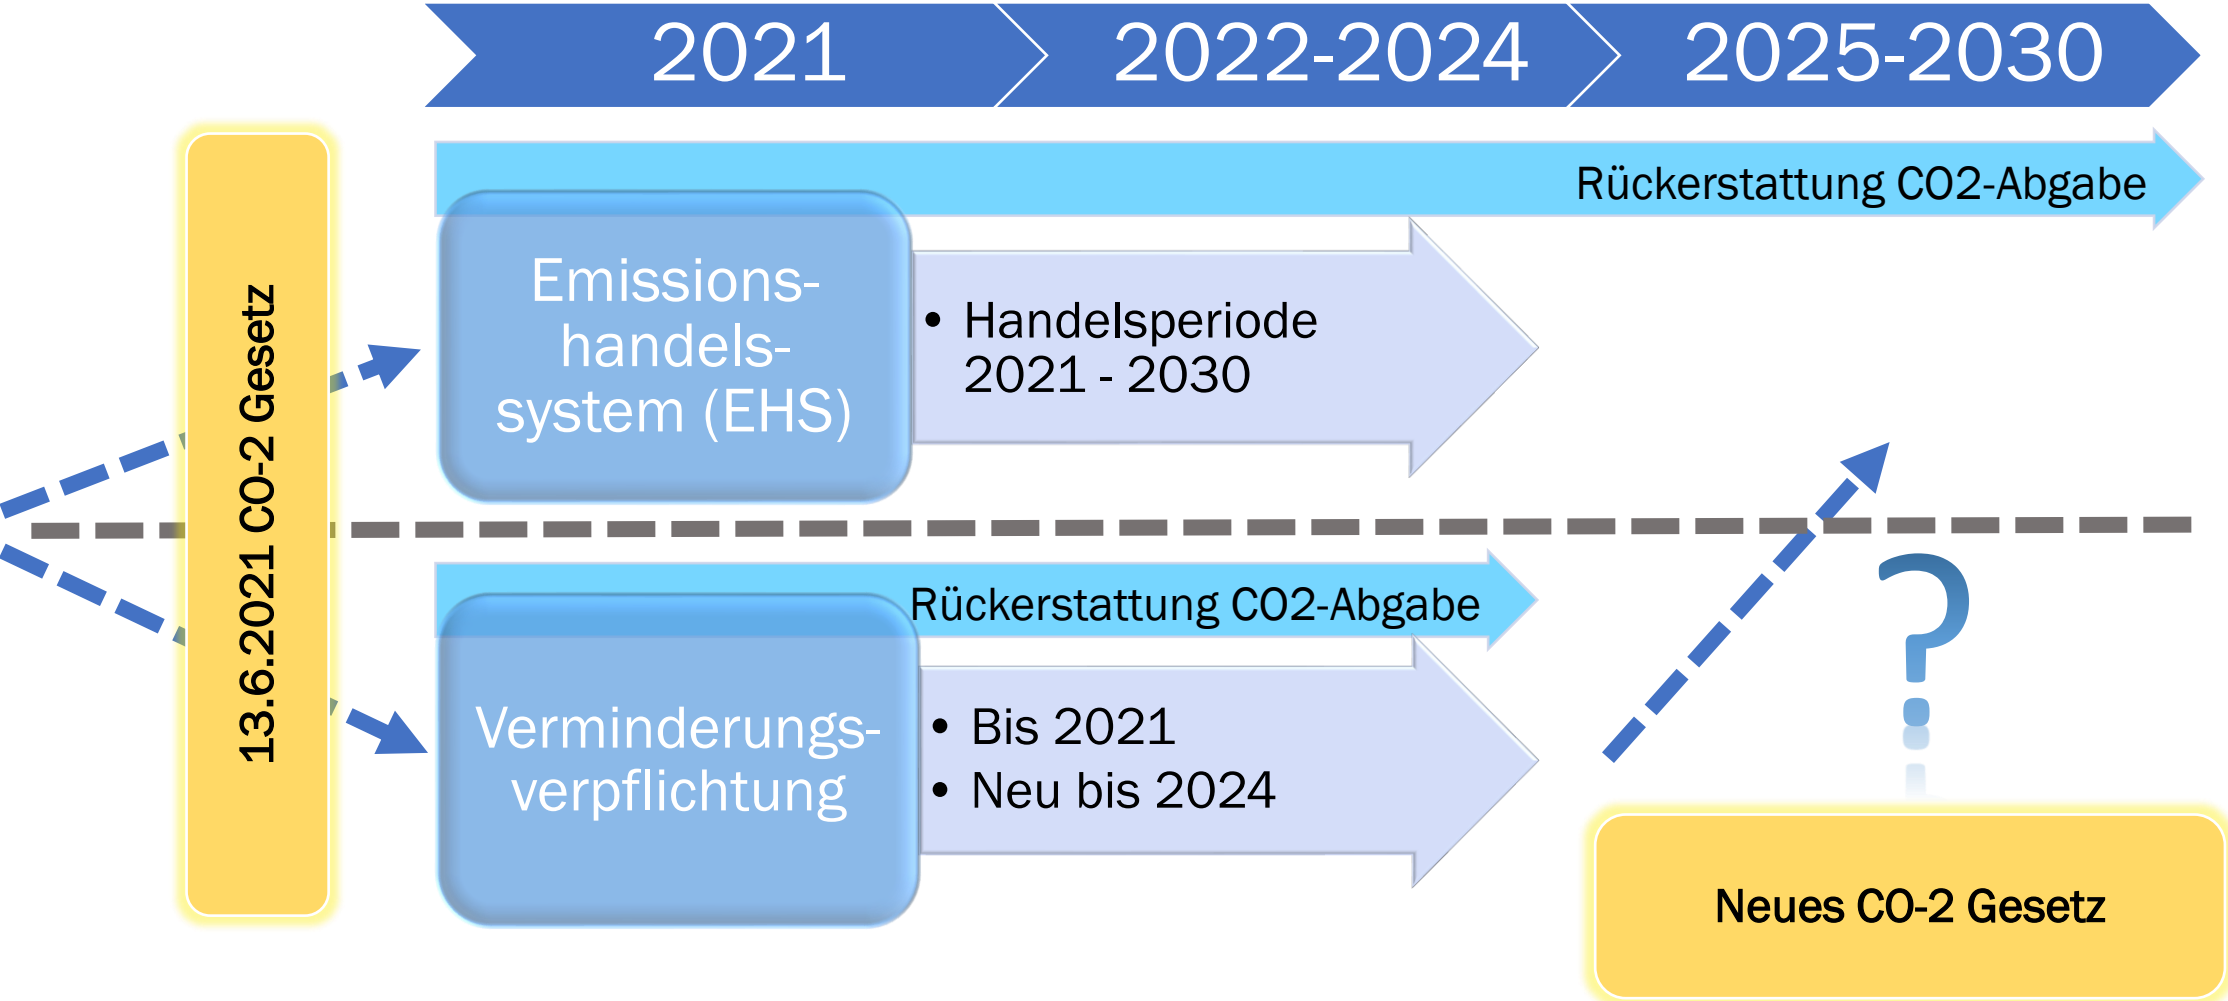 2021
2022-2024
2025-2030
13.6.2021 CO-2 Gesetz
Rückerstattung CO2-Abgabe
Emissions-
handels-
system (EHS)
• Handelsperiode
2021 - 2030
Rückerstattung CO2-Abgabe
Verminderungs-
verpflichtung
• Bis 2021
• Neu bis 2024
?
Neues CO-2 Gesetz